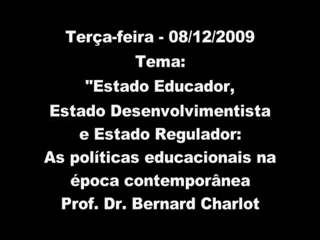 Terça-feira - 08/12/2009
Tema:
"Estado Educador,
Estado Desenvolvimentista
e Estado Regulador:
As políticas educacionais na
época contemporânea
Prof. Dr. Bernard Charlot